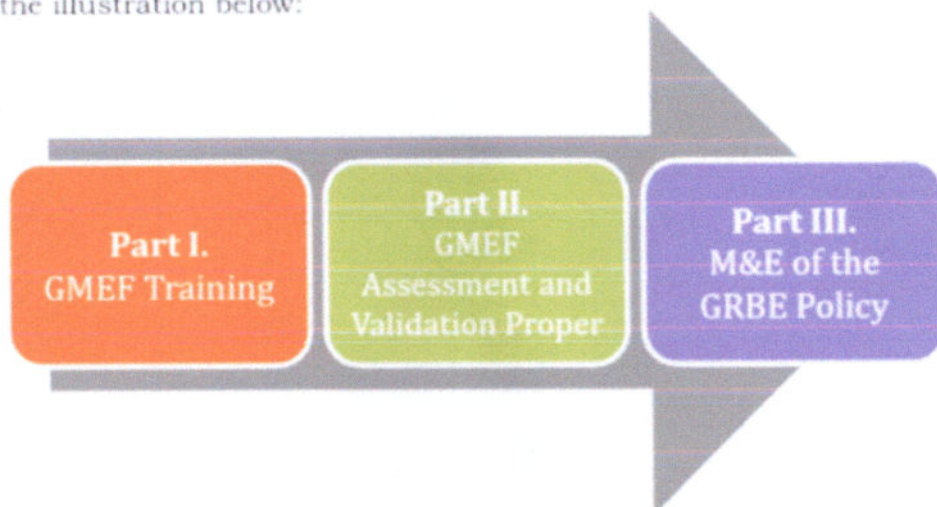 the illustration below:
Part I.
GMEF Training
Part II.
GMEF
Assessment and
Validation Proper
Part III.
M&E of the
GRBE Policy